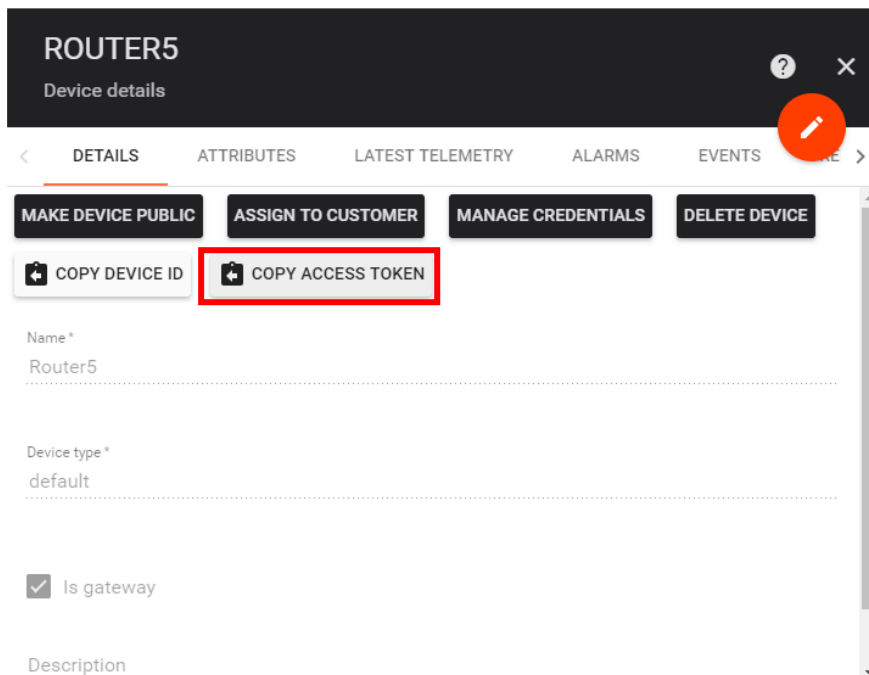 ROUTER5
Device details
DETAILS ATTRIBUTES LATEST TELEMETRY ALARMS EVENTS
MAKE DEVICE PUBLIC ASSIGN TO CUSTOMER MANAGE CREDENTIALS DELETE DEVICE
COPY DEVICE ID COPY ACCESS TOKEN
Name*
Router5
Device type*
default
Is gateway
Description